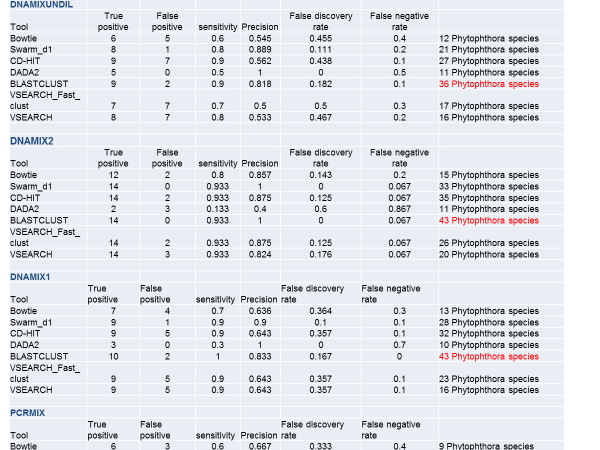 DNAMIXUNDIL
Tool True positive False positive sensitivity Precision False discovery rate False negative rate
Bowtie 6 5 0.6 0.545 0.455 0.4 12 Phytophthora species
Swarm_d1 8 1 0.8 0.889 0.111 0.2 21 Phytophthora species
CD-HIT 9 7 0.9 0.562 0.438 0.1 27 Phytophthora species
DADA2 5 0 0.5 1 0 0.5 11 Phytophthora species
BLASTCLUST 9 2 0.9 0.818 0.182 0.1 36 Phytophthora species
VSEARCH_Fast_
clust 7 7 0.7 0.5 0.5 0.3 17 Phytophthora species
VSEARCH 8 7 0.8 0.533 0.467 0.2 16 Phytophthora species
DNAMIX2
Tool True positive False positive sensitivity Precision False discovery rate False negative rate
Bowtie 12 2 0.8 0.857 0.143 0.2 15 Phytophthora species
Swarm_d1 14 0 0.933 1 0 0.067 33 Phytophthora species
CD-HIT 14 2 0.933 0.875 0.125 0.067 35 Phytophthora species
DADA2 2 3 0.133 0.4 0.6 0.867 11 Phytophthora species
BLASTCLUST 14 0 0.933 1 0 0.067 43 Phytophthora species
VSEARCH_Fast_
clust 14 2 0.933 0.875 0.125 0.067 26 Phytophthora species
VSEARCH 14 3 0.933 0.824 0.176 0.067 20 Phytophthora species
DNAMIX1
Tool True positive False positive sensitivity Precision False discovery rate False negative rate
Bowtie 7 4 0.7 0.636 0.364 0.3 13 Phytophthora species
Swarm_d1 9 1 0.9 0.9 0.1 0.1 28 Phytophthora species
CD-HIT 9 5 0.9 0.643 0.357 0.1 32 Phytophthora species
DADA2 3 0 0.3 1 0 0.7 10 Phytophthora species
BLASTCLUST 10 2 1 0.833 0.167 0 43 Phytophthora species
VSEARCH_Fast_
clust 9 5 0.9 0.643 0.357 0.1 23 Phytophthora species
VSEARCH 9 5 0.9 0.643 0.357 0.1 16 Phytophthora species
PCRMIX
Tool True positive False positive sensitivity Precision False discovery rate False negative rate
Bowtie 6 3 0.6 0.667 0.333 0.4 9 Phytophthora species